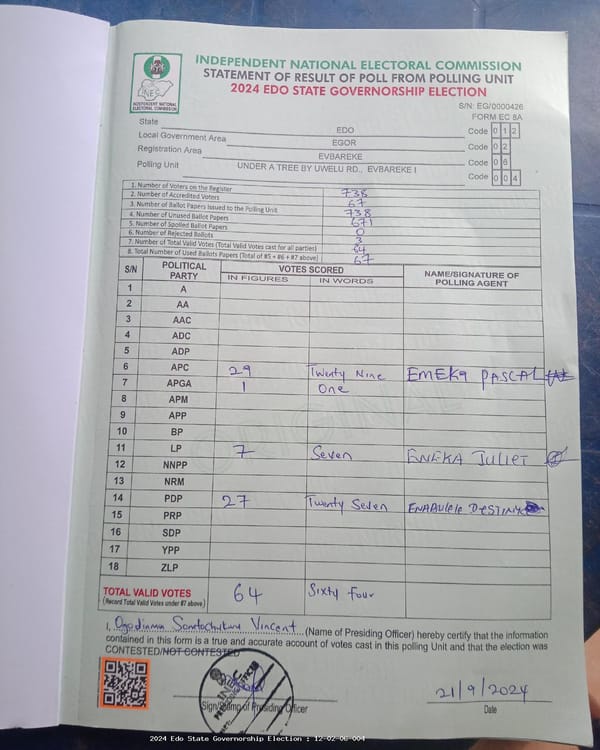 INDEPENDENT NATIONAL ELECTORAL COMMISSION
STATEMENT OF RESULT OF POLL FROM POLLING UNIT
2024 EDO STATE GOVERNORSHIP ELECTION
INEC
INDEPENDENT NATIONAL ELECTORAL COMMISSION
S/N: EG/0000426
FORM EC 8A
State EDO Code 0 1 2
Local Government Area EGOR Code 0 2
Registration Area EVBAREKE Code 0 6
Polling Unit UNDER A TREE BY UWELU RD., EVBAREKE I Code 0 0 4
1. Number of Voters on the Register 738
2. Number of Accredited Voters 67
3. Number of Ballot Papers Issued to the Polling Unit 738
4. Number of Unused Ballot Papers 671
5. Number of Spoiled Ballot Papers 0
6. Number of Rejected Ballots 3
7. Number of Total Valid Votes (Total Valid Votes cast for all parties) 64
8. Total Number of Used Ballots Papers (Total of #5 + #6 + #7 above) 67
S/N POLITICAL PARTY VOTES SCORED NAME/SIGNATURE OF POLLING AGENT
IN FIGURES IN WORDS
1 A
2 AA
3 AAC
4 ADC
5 ADP
6 APC 29 Twenty Nine EMEKA PASCAL
7 APGA 1 One
8 APM
9 APP
10 BP
11 LP 7 Seven ENEKA JULIET
12 NNPP
13 NRM
14 PDP 27 Twenty Seven ENABULELE DESTINY
15 PRP
16 SDP
17 YPP
18 ZLP
TOTAL VALID VOTES 64 Sixty Four
(Record Total Valid Votes under #7 above)
I, Ogodinma Somtochukwu Vincent (Name of Presiding Officer) hereby certify that the information
contained in this form is a true and accurate account of votes cast in this polling Unit and that the election was
CONTESTED/NOT CONTESTED
Sign/Stamp of Presiding Officer
21/9/2024
Date
2024 Edo State Governorship Election : 12-02-06-004